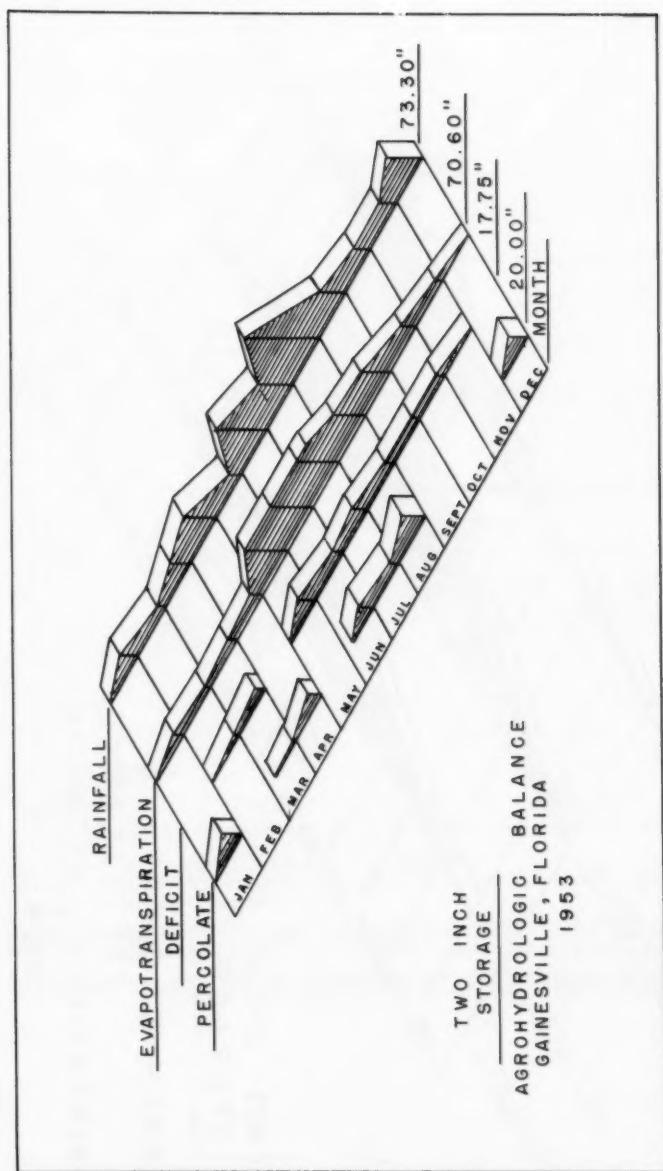 RAINFALL
EVAPOTRANSPIRATION
DEFICIT
PERCOLATE
73.30"
70.60"
17.75"
20.00"
MONTH
JAN
FEB
MAR
APR
MAY
JUN
JUL
AUG
SEPT
OCT
NOV
DEC
TWO INCH
STORAGE
AGROHYDROLOGIC BALANCE
GAINESVILLE, FLORIDA
1953